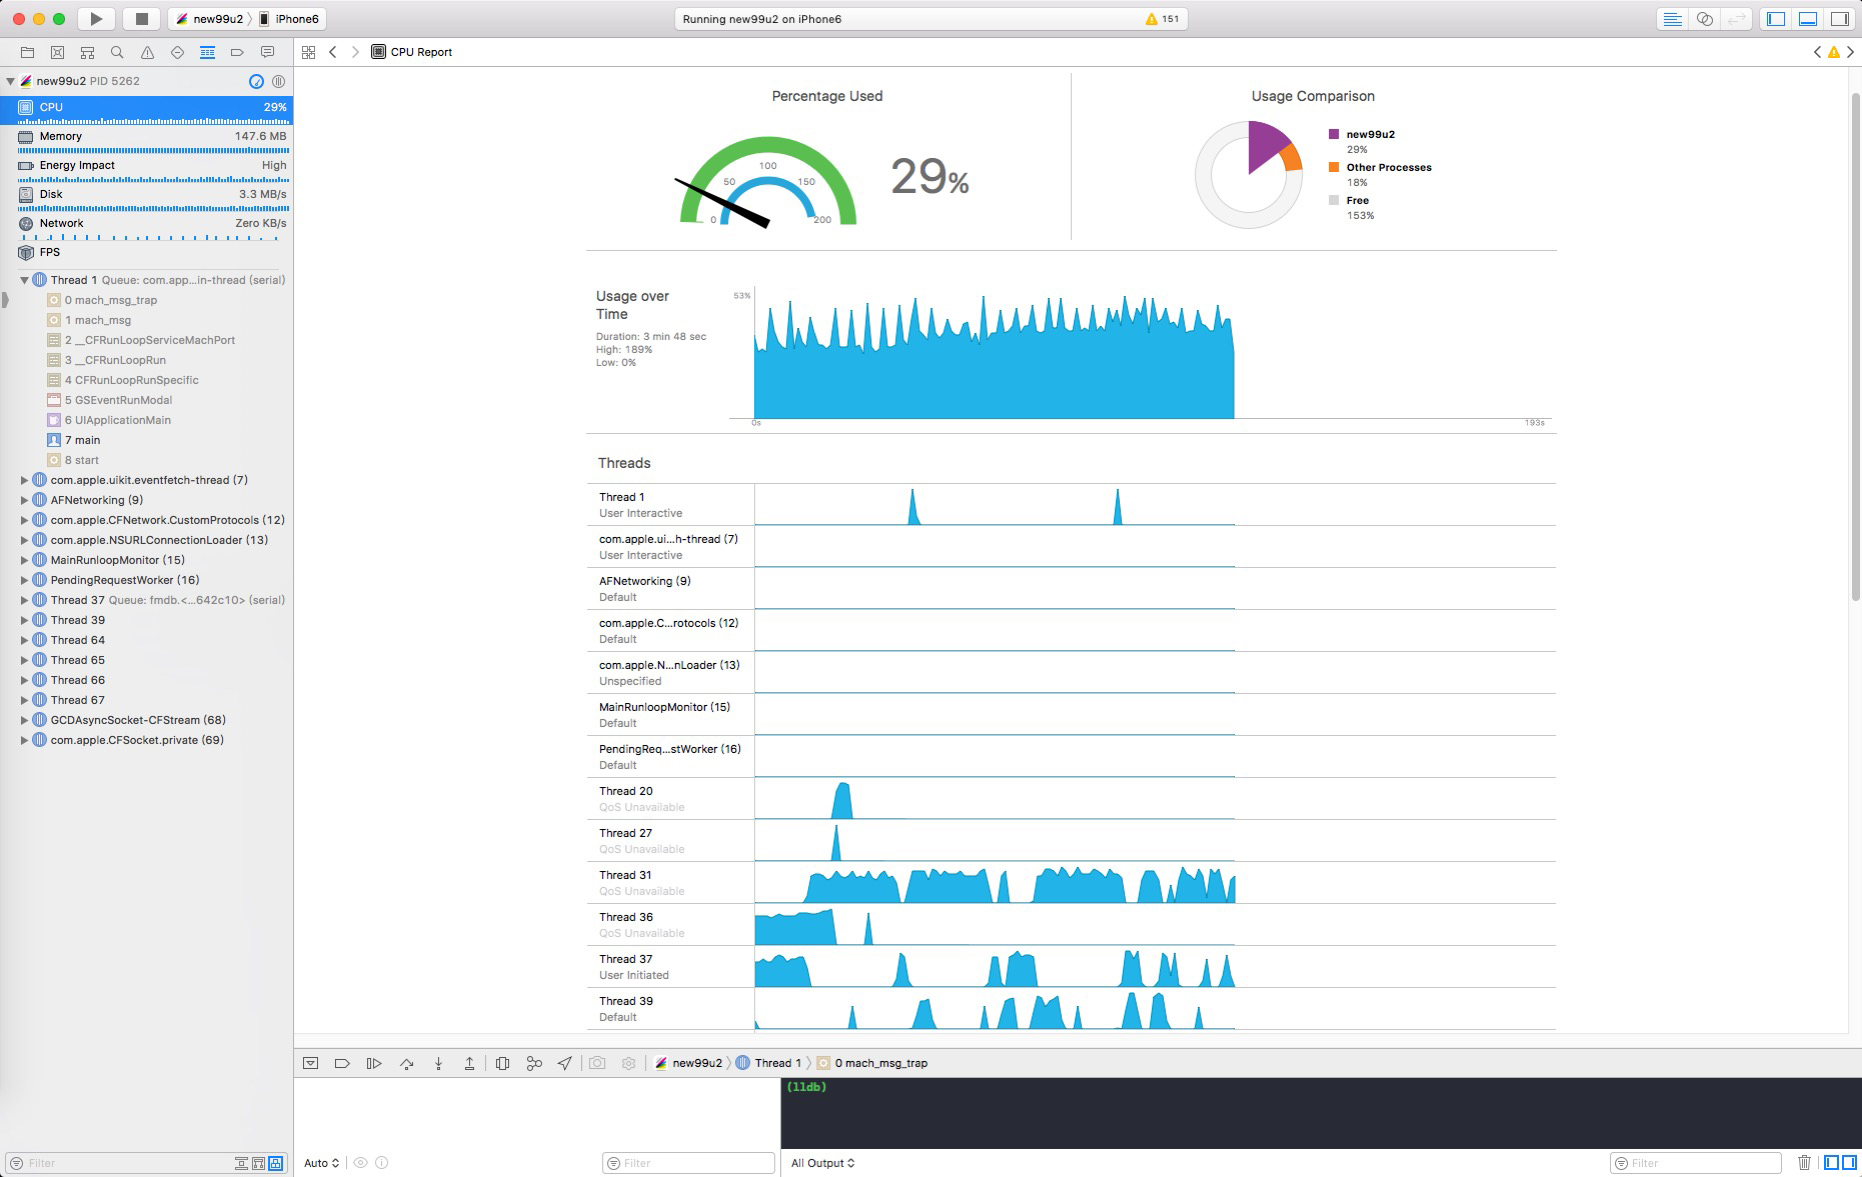 new99u2 iPhone6
Running new99u2 on iPhone6
151
CPU Report
new99u2 PID 5262
CPU 29%
Memory 147.6 MB
Energy Impact High
Disk 3.3 MB/s
Network Zero KB/s
FPS
Thread 1 Queue: com.app...in-thread (serial)
0 mach_msg_trap
1 mach_msg
2 __CFRunLoopServiceMachPort
3 __CFRunLoopRun
4 CFRunLoopRunSpecific
5 GSEventRunModal
6 UIApplicationMain
7 main
8 start
com.apple.uikit.eventfetch-thread (7)
AFNetworking (9)
com.apple.CFNetwork.CustomProtocols (12)
com.apple.NSURLConnectionLoader (13)
MainRunloopMonitor (15)
PendingRequestWorker (16)
Thread 37 Queue: fmdb.<...642c10> (serial)
Thread 39
Thread 64
Thread 65
Thread 66
Thread 67
GCDAsyncSocket-CFStream (68)
com.apple.CFSocket.private (69)
Filter
Percentage Used
0
50
100
150
200
29%
Usage Comparison
new99u2
29%
Other Processes
18%
Free
153%
Usage over
Time
Duration: 3 min 48 sec
High: 189%
Low: 0%
53%
0s
193s
Threads
Thread 1
User Interactive
com.apple.ui...h-thread (7)
User Interactive
AFNetworking (9)
Default
com.apple.C...rotocols (12)
Default
com.apple.N...nLoader (13)
Unspecified
MainRunloopMonitor (15)
Default
PendingReq...stWorker (16)
Default
Thread 20
QoS Unavailable
Thread 27
QoS Unavailable
Thread 31
QoS Unavailable
Thread 36
QoS Unavailable
Thread 37
User Initiated
Thread 39
Default
new99u2 Thread 1 0 mach_msg_trap
(lldb)
Auto
Filter
All Output
Filter